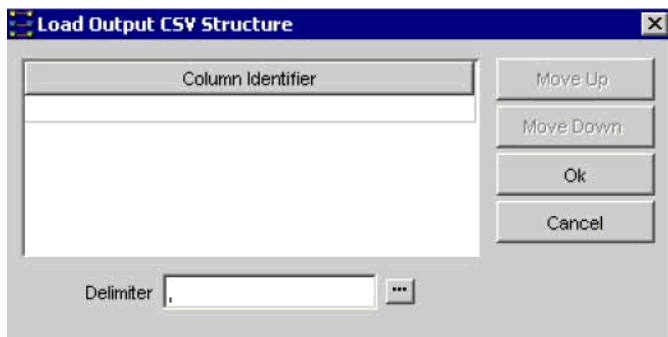 Load Output CSV Structure
Column Identifier
Move Up
Move Down
Ok
Cancel
Delimiter ,
...